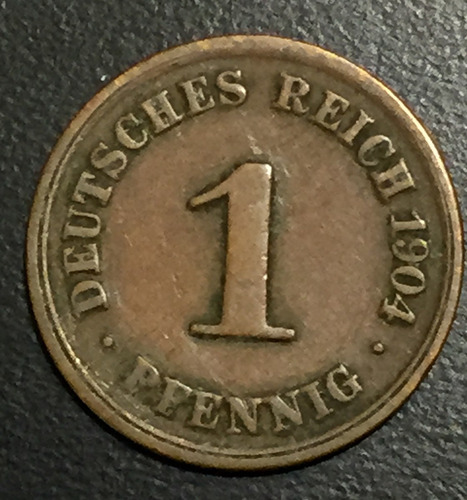 DEUTSCHES REICH 1904
1
PFENNIG